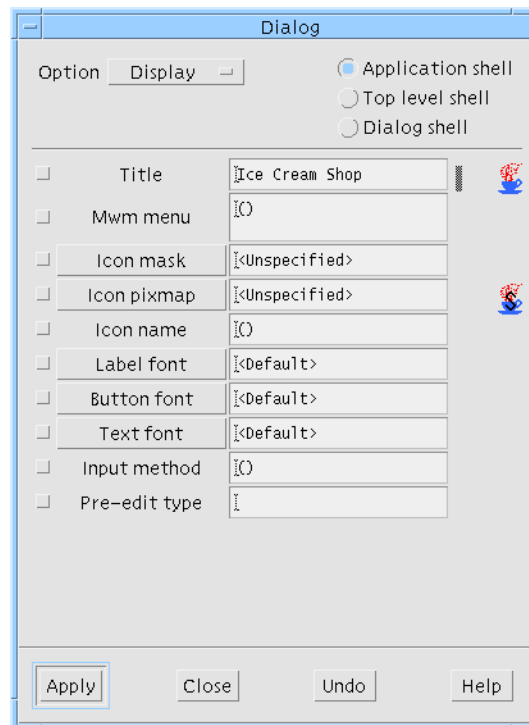 Dialog
Option Display
Application shell
Top level shell
Dialog shell
Title Ice Cream Shop
Mwm menu ()
Icon mask <Unspecified>
Icon pixmap <Unspecified>
S
Icon name ()
Label font <Default>
Button font <Default>
Text font <Default>
Input method ()
Pre-edit type
Apply Close Undo Help